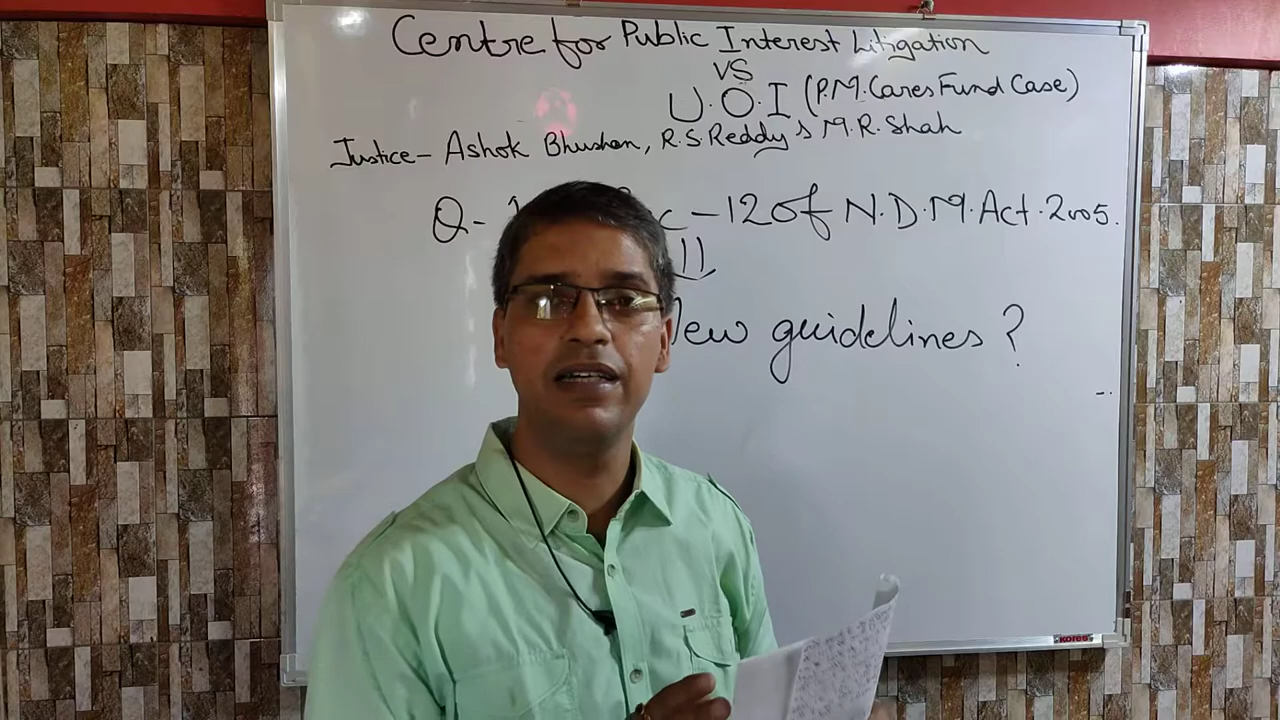 Centre for Public Interest Litigation
VS
U.O.I (P.M. Cares Fund Case)
Justice - Ashok Bhushan, R.S. Reddy & M.R. Shah
Q - - 12 of N.D.M. Act. 2005.
guidelines ?
KORES